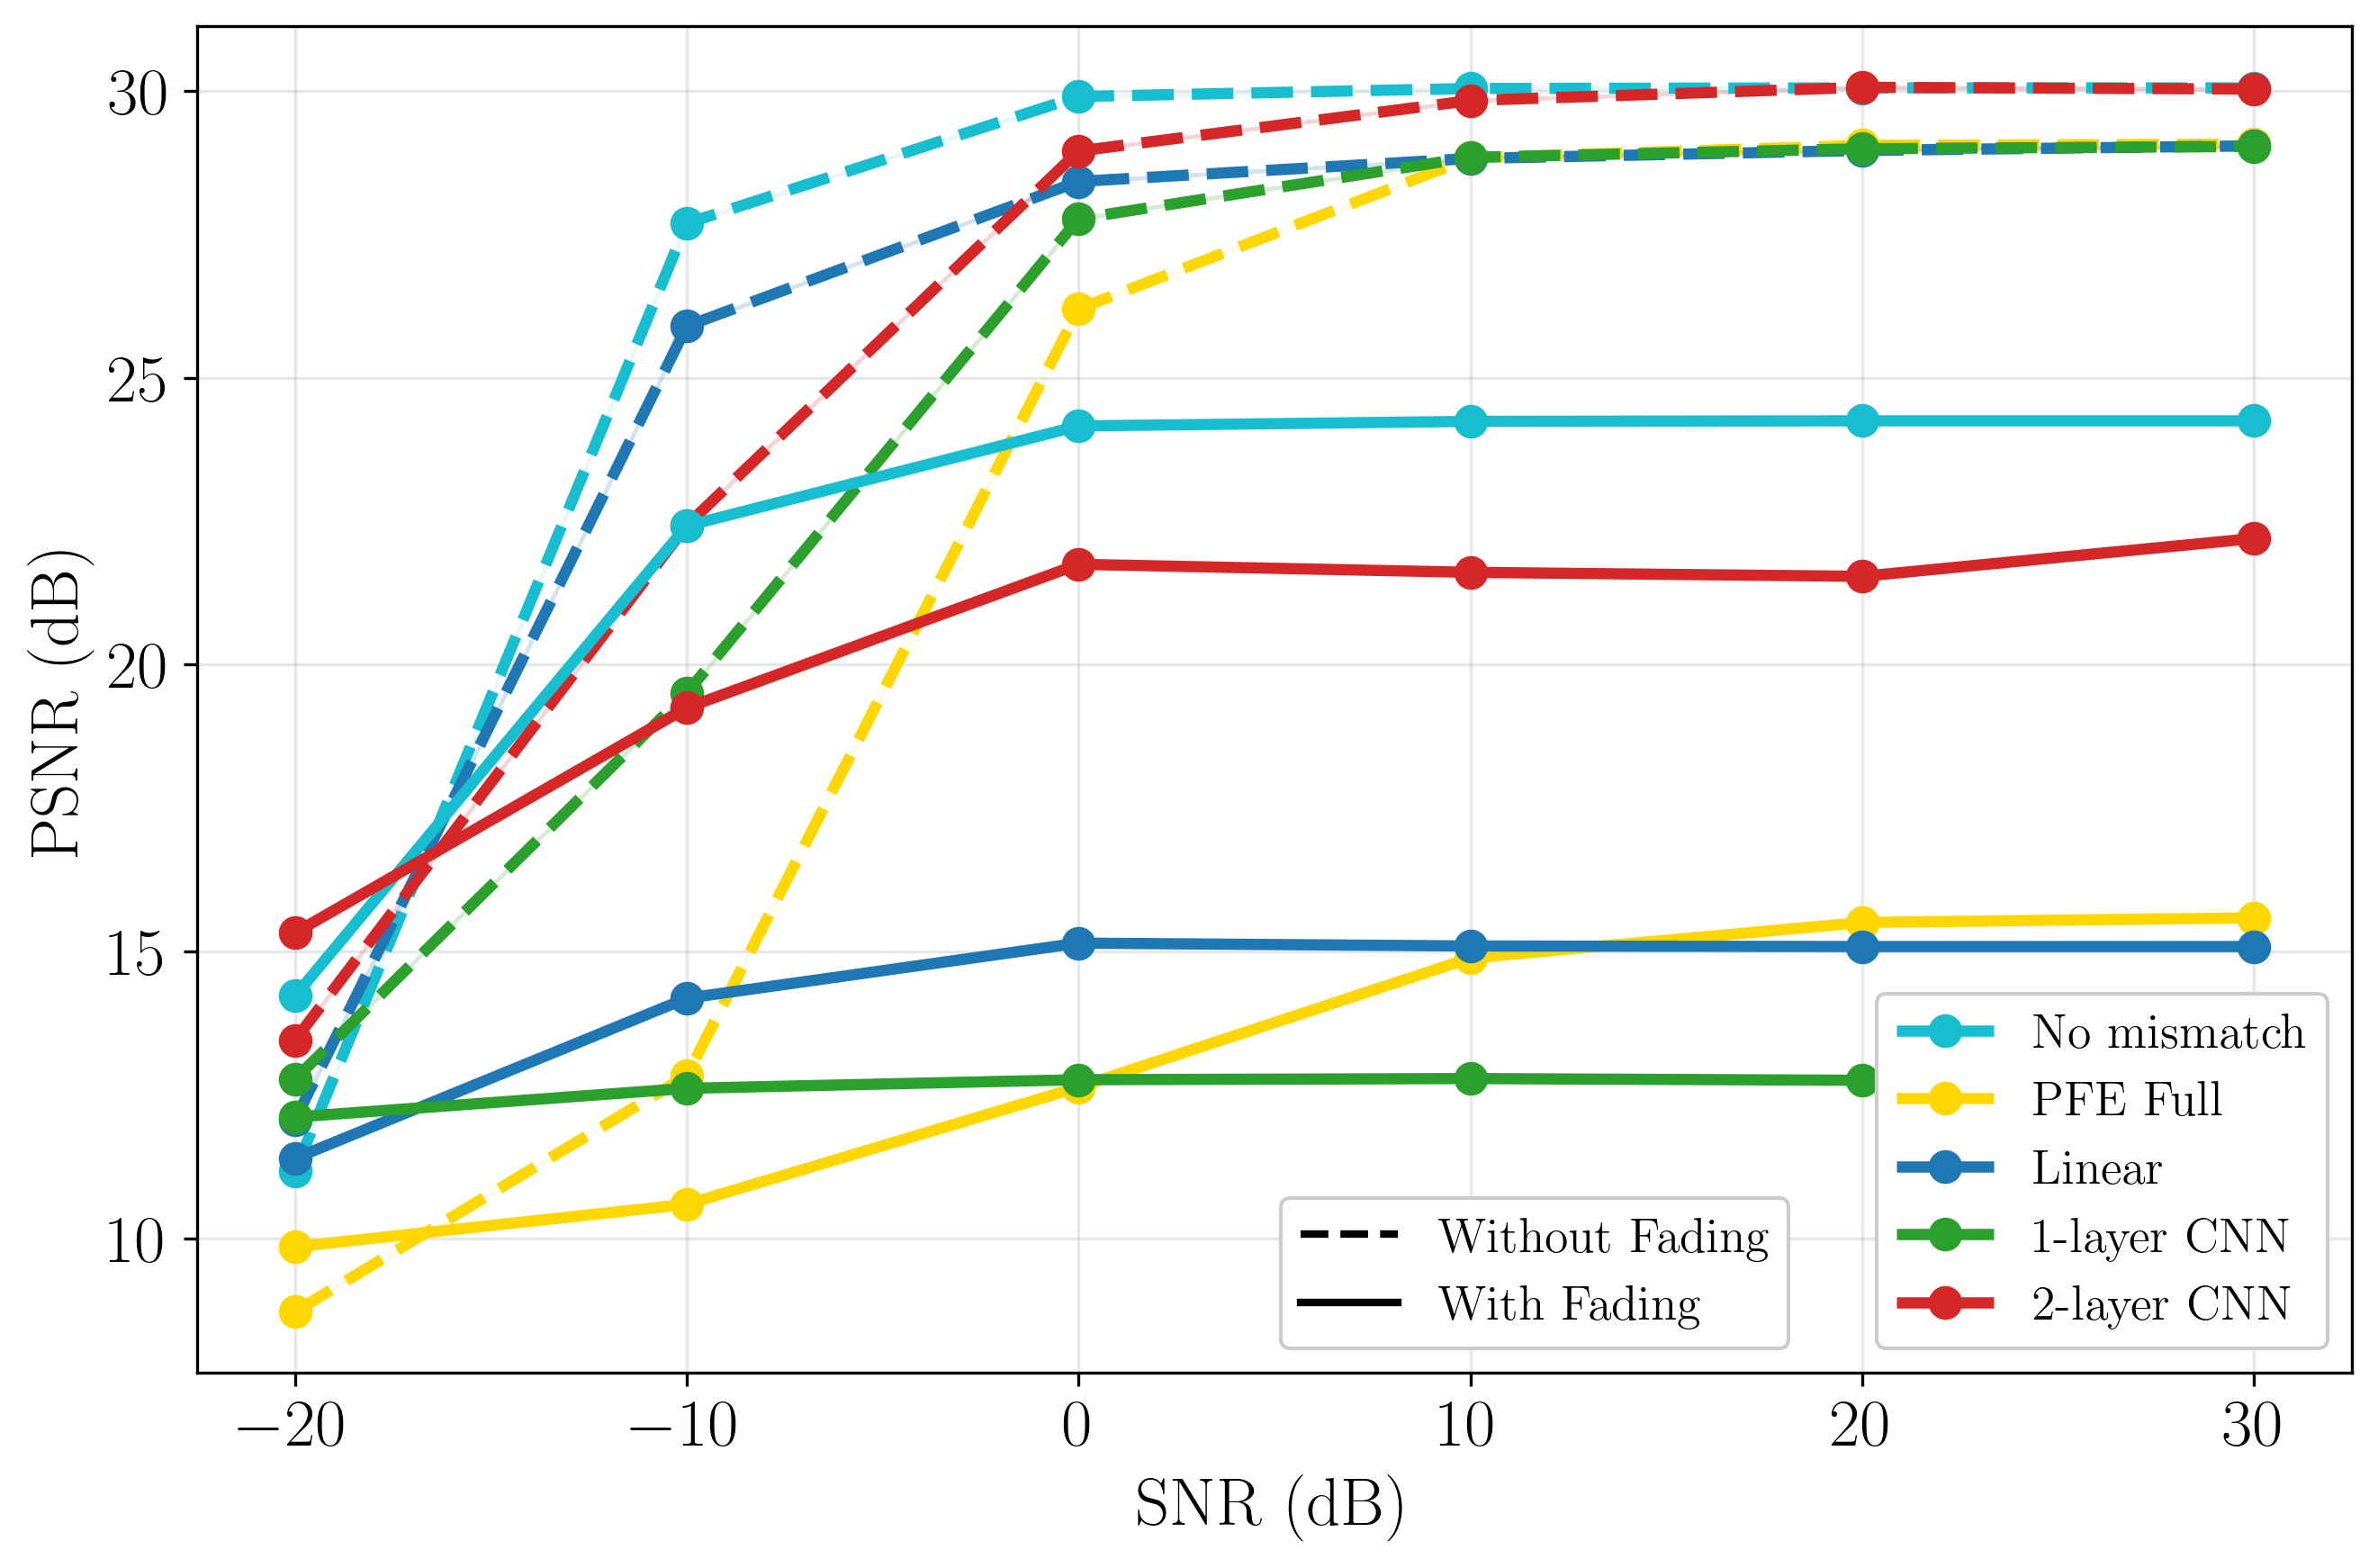 30
25
20
15
10
PSNR (dB)
−20
−10
0
10
20
30
SNR (dB)
Without Fading
With Fading
No mismatch
PFE Full
Linear
1-layer CNN
2-layer CNN